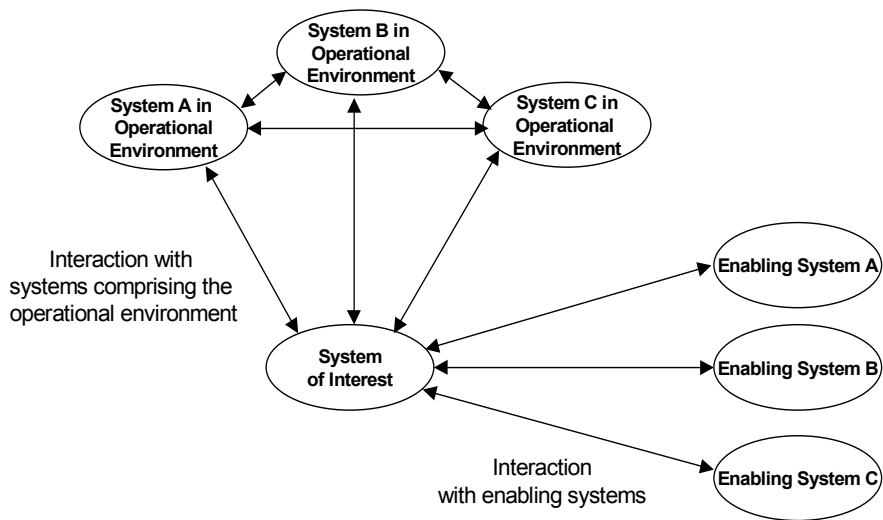 System B in
Operational
Environment
System A in
Operational
Environment
System C in
Operational
Environment
Interaction with
systems comprising the
operational environment
Enabling System A
System
of Interest
Enabling System B
Interaction
with enabling systems
Enabling System C